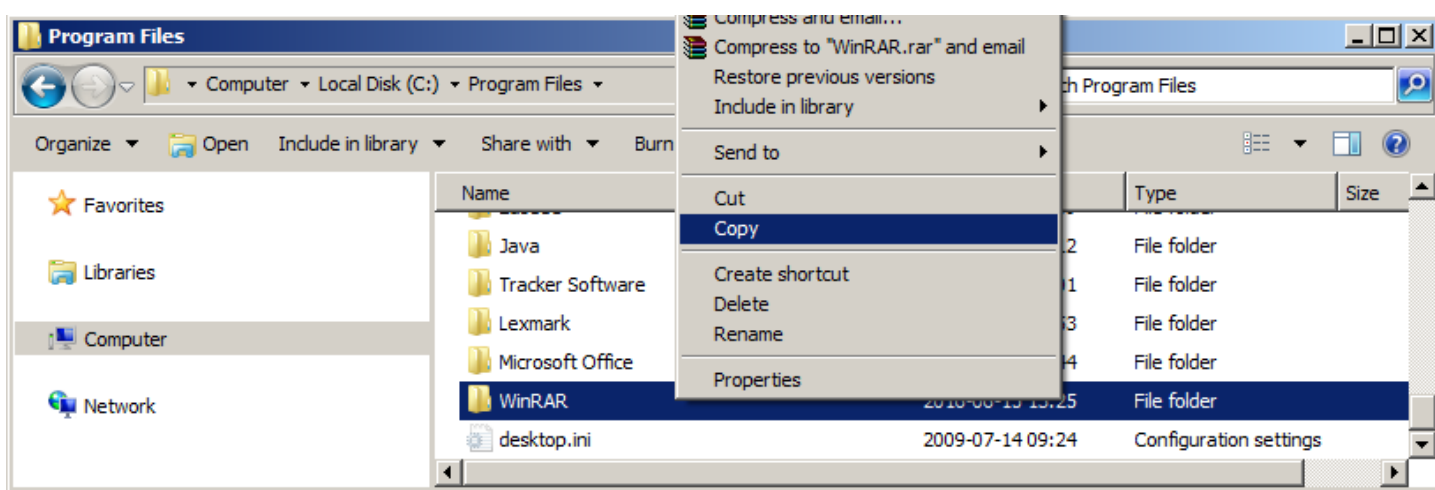 Program Files
Compress and email...
Compress to "WinRAR.rar" and email
Restore previous versions
Include in library
Send to
Cut
Copy
Create shortcut
Delete
Rename
Properties
Computer Local Disk (C:) Program Files
ch Program Files
Organize Open Include in library Share with Burn
Favorites
Libraries
Computer
Network
Name Type Size
Java 12 File folder
Tracker Software File folder
Lexmark File folder
Microsoft Office File folder
WinRAR File folder
desktop.ini 2009-07-14 09:24 Configuration settings